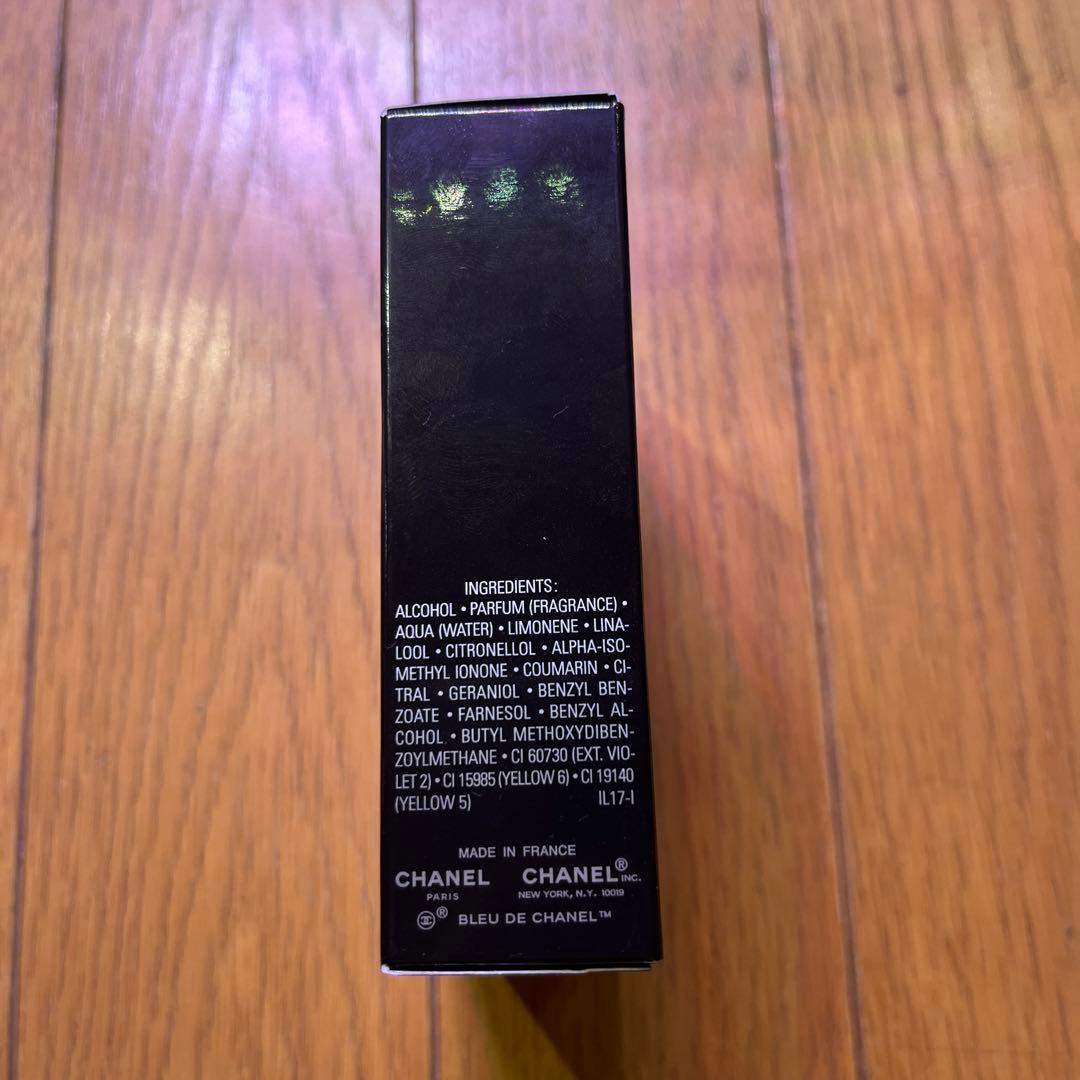 INGREDIENTS:
ALCOHOL • PARFUM (FRAGRANCE) •
AQUA (WATER) • LIMONENE • LINA-
LOOL • CITRONELLOL • ALPHA-ISO-
METHYL IONONE • COUMARIN • CI-
TRAL • GERANIOL • BENZYL BEN-
ZOATE • FARNESOL • BENZYL AL-
COHOL • BUTYL METHOXYDIBEN-
ZOYLMETHANE • CI 60730 (EXT. VIO-
LET 2) • CI 15985 (YELLOW 6) • CI 19140
(YELLOW 5) IL17-I
MADE IN FRANCE
CHANEL CHANEL® INC.
PARIS NEW YORK, N.Y. 10019
® BLEU DE CHANEL™